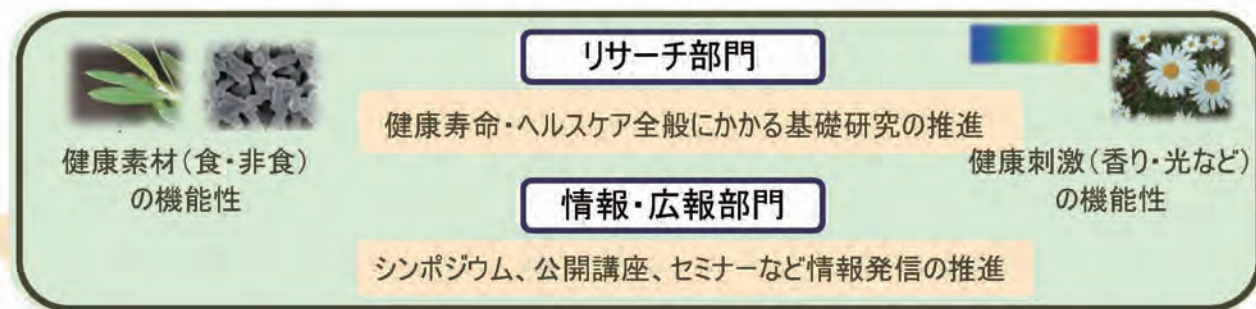 リサーチ部門
健康寿命・ヘルスケア全般にかかる基礎研究の推進
健康素材(食・非食)
の機能性
健康刺激(香り・光など)
の機能性
情報・広報部門
シンポジウム、公開講座、セミナーなど情報発信の推進